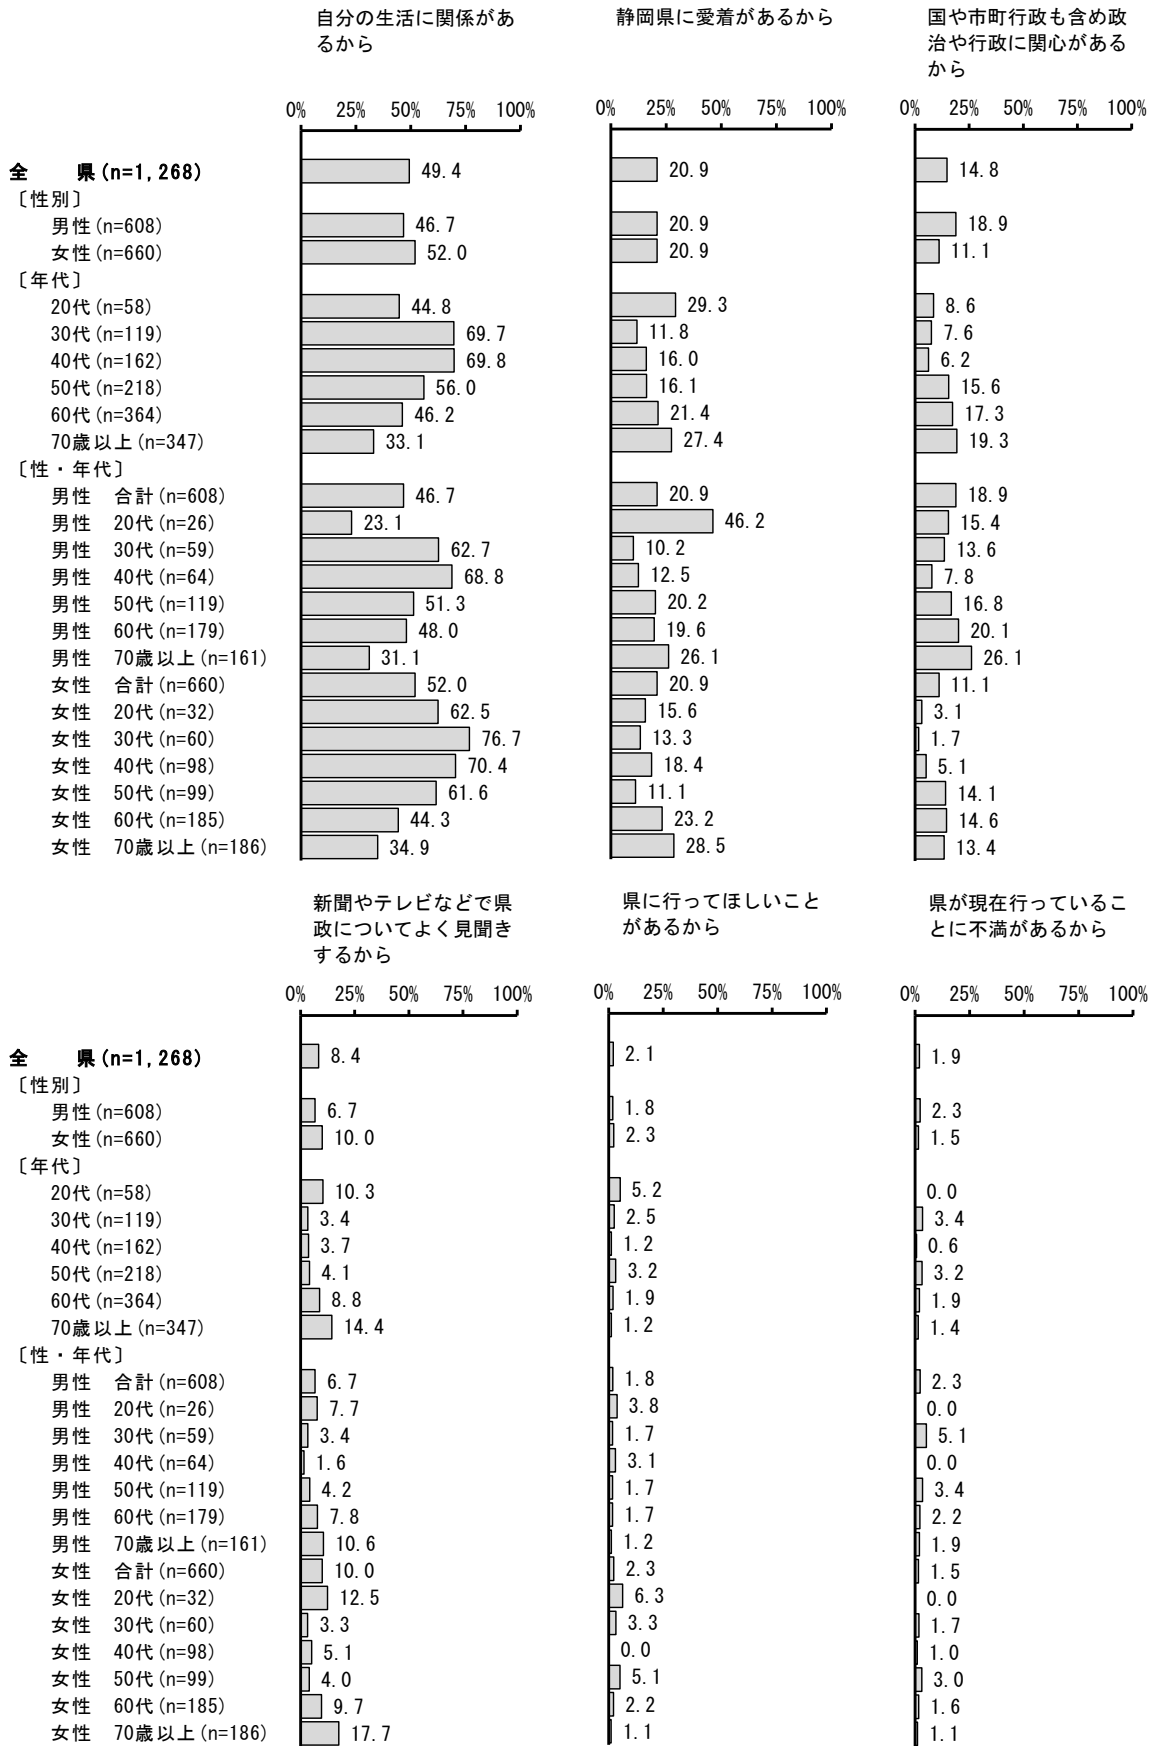 自分の生活に関係があ
るから
静岡県に愛着があるから
国や市町行政も含め政
治や行政に関心がある
から
0% 25% 50% 75% 100% 0% 25% 50% 75% 100% 0% 25% 50% 75% 100%
全　県(n=1,268) 49.4 20.9 14.8
〔性別〕
男性(n=608) 46.7 20.9 18.9
女性(n=660) 52.0 20.9 11.1
〔年代〕
20代(n=58) 44.8 29.3 8.6
30代(n=119) 69.7 11.8 7.6
40代(n=162) 69.8 16.0 6.2
50代(n=218) 56.0 16.1 15.6
60代(n=364) 46.2 21.4 17.3
70歳以上(n=347) 33.1 27.4 19.3
〔性・年代〕
男性　合計(n=608) 46.7 20.9 18.9
男性　20代(n=26) 23.1 46.2 15.4
男性　30代(n=59) 62.7 10.2 13.6
男性　40代(n=64) 68.8 12.5 7.8
男性　50代(n=119) 51.3 20.2 16.8
男性　60代(n=179) 48.0 19.6 20.1
男性　70歳以上(n=161) 31.1 26.1 26.1
女性　合計(n=660) 52.0 20.9 11.1
女性　20代(n=32) 62.5 15.6 3.1
女性　30代(n=60) 76.7 13.3 1.7
女性　40代(n=98) 70.4 18.4 5.1
女性　50代(n=99) 61.6 11.1 14.1
女性　60代(n=185) 44.3 23.2 14.6
女性　70歳以上(n=186) 34.9 28.5 13.4
新聞やテレビなどで県
政についてよく見聞き
するから
県に行ってほしいこと
があるから
県が現在行っているこ
とに不満があるから
0% 25% 50% 75% 100% 0% 25% 50% 75% 100% 0% 25% 50% 75% 100%
全　県(n=1,268) 8.4 2.1 1.9
〔性別〕
男性(n=608) 6.7 1.8 2.3
女性(n=660) 10.0 2.3 1.5
〔年代〕
20代(n=58) 10.3 5.2 0.0
30代(n=119) 3.4 2.5 3.4
40代(n=162) 3.7 1.2 0.6
50代(n=218) 4.1 3.2 3.2
60代(n=364) 8.8 1.9 1.9
70歳以上(n=347) 14.4 1.2 1.4
〔性・年代〕
男性　合計(n=608) 6.7 1.8 2.3
男性　20代(n=26) 7.7 3.8 0.0
男性　30代(n=59) 3.4 1.7 5.1
男性　40代(n=64) 1.6 3.1 0.0
男性　50代(n=119) 4.2 1.7 3.4
男性　60代(n=179) 7.8 1.7 2.2
男性　70歳以上(n=161) 10.6 1.2 1.9
女性　合計(n=660) 10.0 2.3 1.5
女性　20代(n=32) 12.5 6.3 0.0
女性　30代(n=60) 3.3 3.3 1.7
女性　40代(n=98) 5.1 0.0 1.0
女性　50代(n=99) 4.0 5.1 3.0
女性　60代(n=185) 9.7 2.2 1.6
女性　70歳以上(n=186) 17.7 1.1 1.1